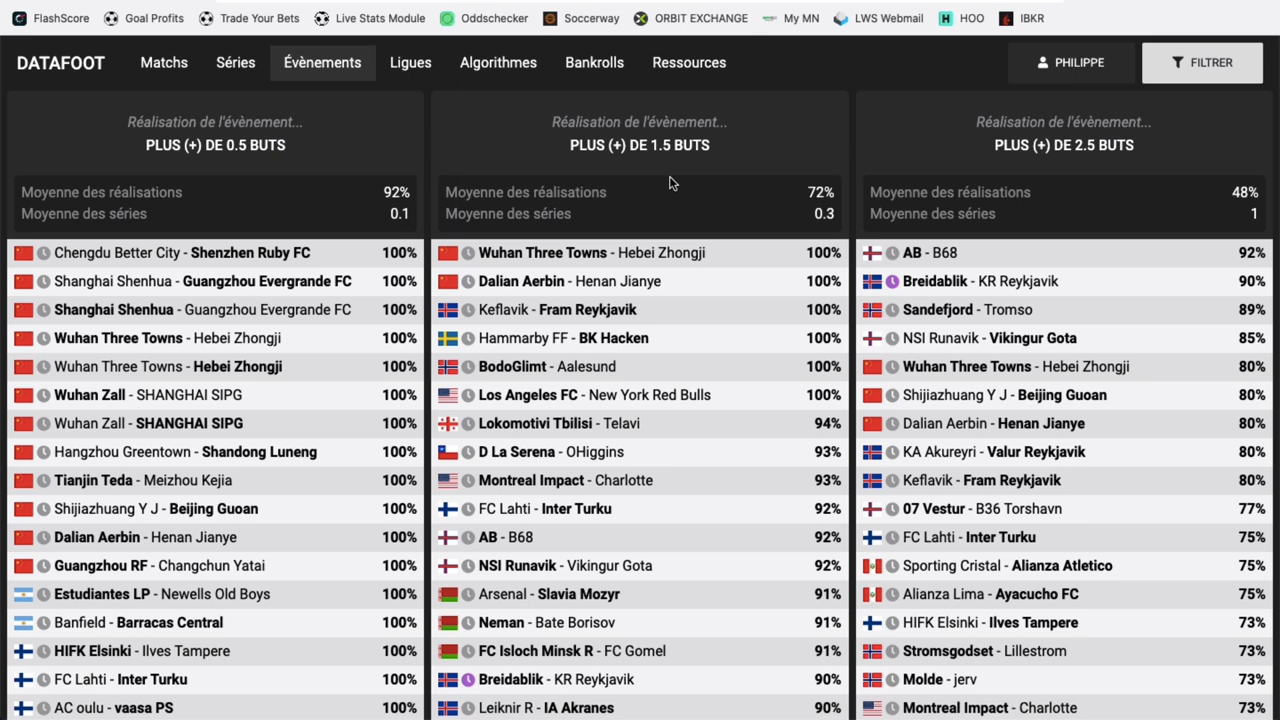 FlashScore Goal Profits Trade Your Bets Live Stats Module Oddschecker Soccerway ORBIT EXCHANGE My MN LWS Webmail HOO IBKR
DATAFOOT Matchs Séries Évènements Ligues Algorithmes Bankrolls Ressources PHILIPPE FILTRER
Réalisation de l'évènement...
PLUS (+) DE 0.5 BUTS
Moyenne des réalisations 92%
Moyenne des séries 0.1
Chengdu Better City - Shenzhen Ruby FC 100%
Shanghai Shenhua - Guangzhou Evergrande FC 100%
Shanghai Shenhua - Guangzhou Evergrande FC 100%
Wuhan Three Towns - Hebei Zhongji 100%
Wuhan Three Towns - Hebei Zhongji 100%
Wuhan Zall - SHANGHAI SIPG 100%
Wuhan Zall - SHANGHAI SIPG 100%
Hangzhou Greentown - Shandong Luneng 100%
Tianjin Teda - Meizhou Kejia 100%
Shijiazhuang Y J - Beijing Guoan 100%
Dalian Aerbin - Henan Jianye 100%
Guangzhou RF - Changchun Yatai 100%
Estudiantes LP - Newells Old Boys 100%
Banfield - Barracas Central 100%
HIFK Elsinki - Ilves Tampere 100%
FC Lahti - Inter Turku 100%
AC oulu - vaasa PS 100%
Réalisation de l'évènement...
PLUS (+) DE 1.5 BUTS
Moyenne des réalisations 72%
Moyenne des séries 0.3
Wuhan Three Towns - Hebei Zhongji 100%
Dalian Aerbin - Henan Jianye 100%
Keflavik - Fram Reykjavik 100%
Hammarby FF - BK Hacken 100%
BodoGlimt - Aalesund 100%
Los Angeles FC - New York Red Bulls 100%
Lokomotivi Tbilisi - Telavi 94%
D La Serena - OHiggins 93%
Montreal Impact - Charlotte 93%
FC Lahti - Inter Turku 92%
AB - B68 92%
NSI Runavik - Vikingur Gota 92%
Arsenal - Slavia Mozyr 91%
Neman - Bate Borisov 91%
FC Isloch Minsk R - FC Gomel 91%
Breidablik - KR Reykjavik 90%
Leiknir R - IA Akranes 90%
Réalisation de l'évènement...
PLUS (+) DE 2.5 BUTS
Moyenne des réalisations 48%
Moyenne des séries 1
AB - B68 92%
Breidablik - KR Reykjavik 90%
Sandefjord - Tromso 89%
NSI Runavik - Vikingur Gota 85%
Wuhan Three Towns - Hebei Zhongji 80%
Shijiazhuang Y J - Beijing Guoan 80%
Dalian Aerbin - Henan Jianye 80%
KA Akureyri - Valur Reykjavik 80%
Keflavik - Fram Reykjavik 80%
07 Vestur - B36 Torshavn 77%
FC Lahti - Inter Turku 75%
Sporting Cristal - Alianza Atletico 75%
Alianza Lima - Ayacucho FC 75%
HIFK Elsinki - Ilves Tampere 73%
Stromsgodset - Lillestrom 73%
Molde - jerv 73%
Montreal Impact - Charlotte 73%